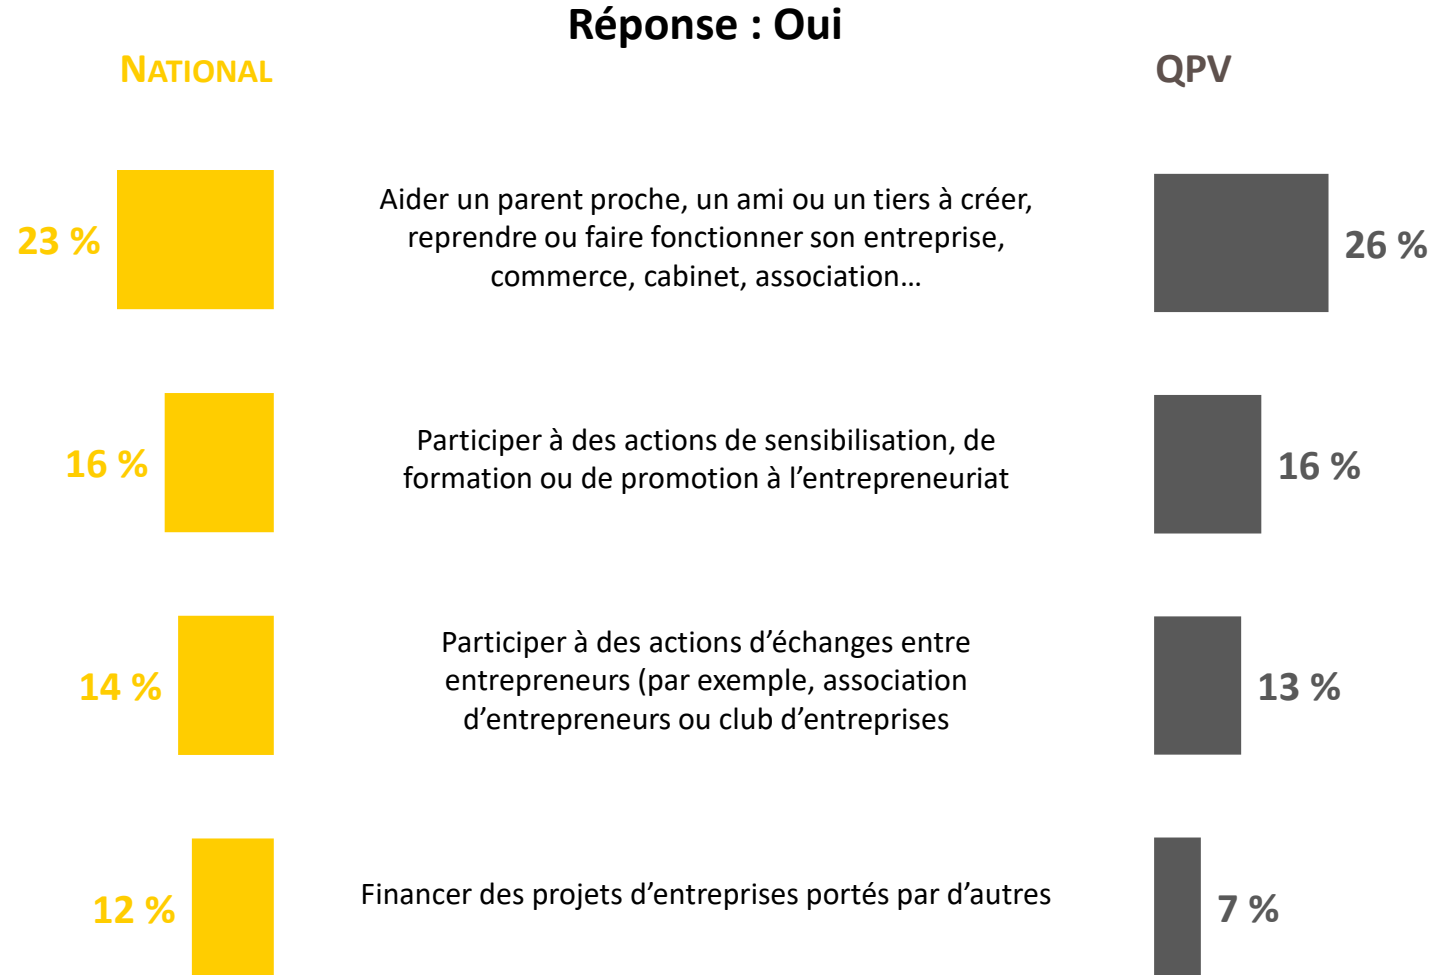 Réponse : Oui
NATIONAL
QPV
23 %
Aider un parent proche, un ami ou un tiers à créer,
reprendre ou faire fonctionner son entreprise,
commerce, cabinet, association…
26 %
16 %
Participer à des actions de sensibilisation, de
formation ou de promotion à l’entrepreneuriat
16 %
14 %
Participer à des actions d’échanges entre
entrepreneurs (par exemple, association
d’entrepreneurs ou club d’entreprises
13 %
12 %
Financer des projets d’entreprises portés par d’autres
7 %